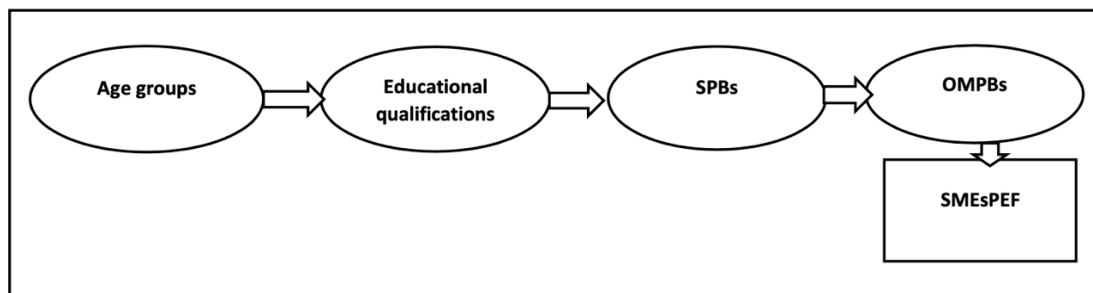 Age groups
Educational
qualifications
SPBs
OMPBs
SMEsPEF